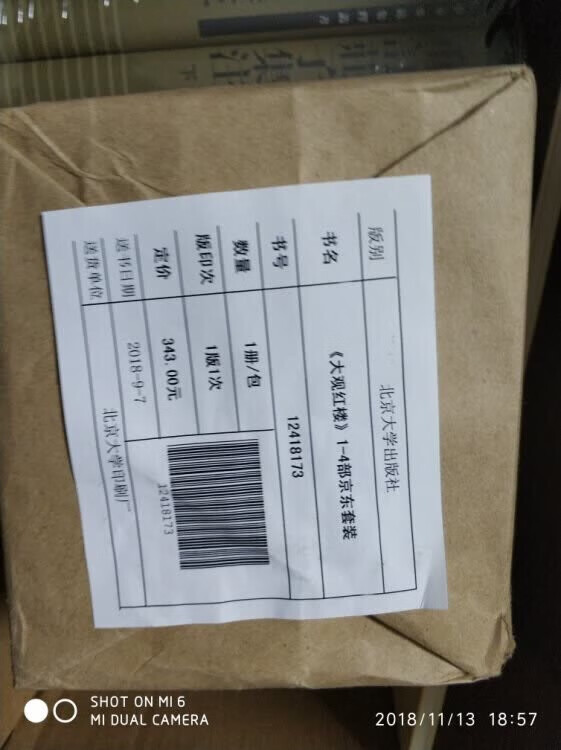 版别 北京大学出版社
书名 《大观红楼》1-4部京东套装
书号 12418173
数量 1册/包
版印次 1版1次
定价 343.00元
送书日期 2018-9-7
送货单位 北京大学印刷厂
12418173
SHOT ON MI 6
MI DUAL CAMERA
2018/11/13 18:57